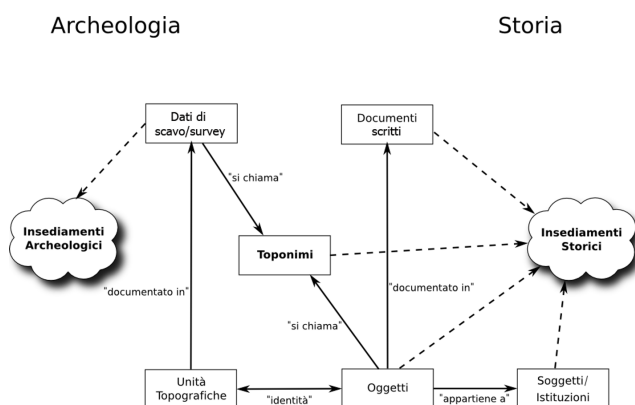 Archeologia
Storia
Dati di
scavo/survey
Documenti
scritti
"si chiama"
Insediamenti
Archeologici
Toponimi
Insediamenti
Storici
"documentato in"
"documentato in"
"si chiama"
Unità
Topografiche
"identità"
Oggetti
"appartiene a"
Soggetti/
Istituzioni